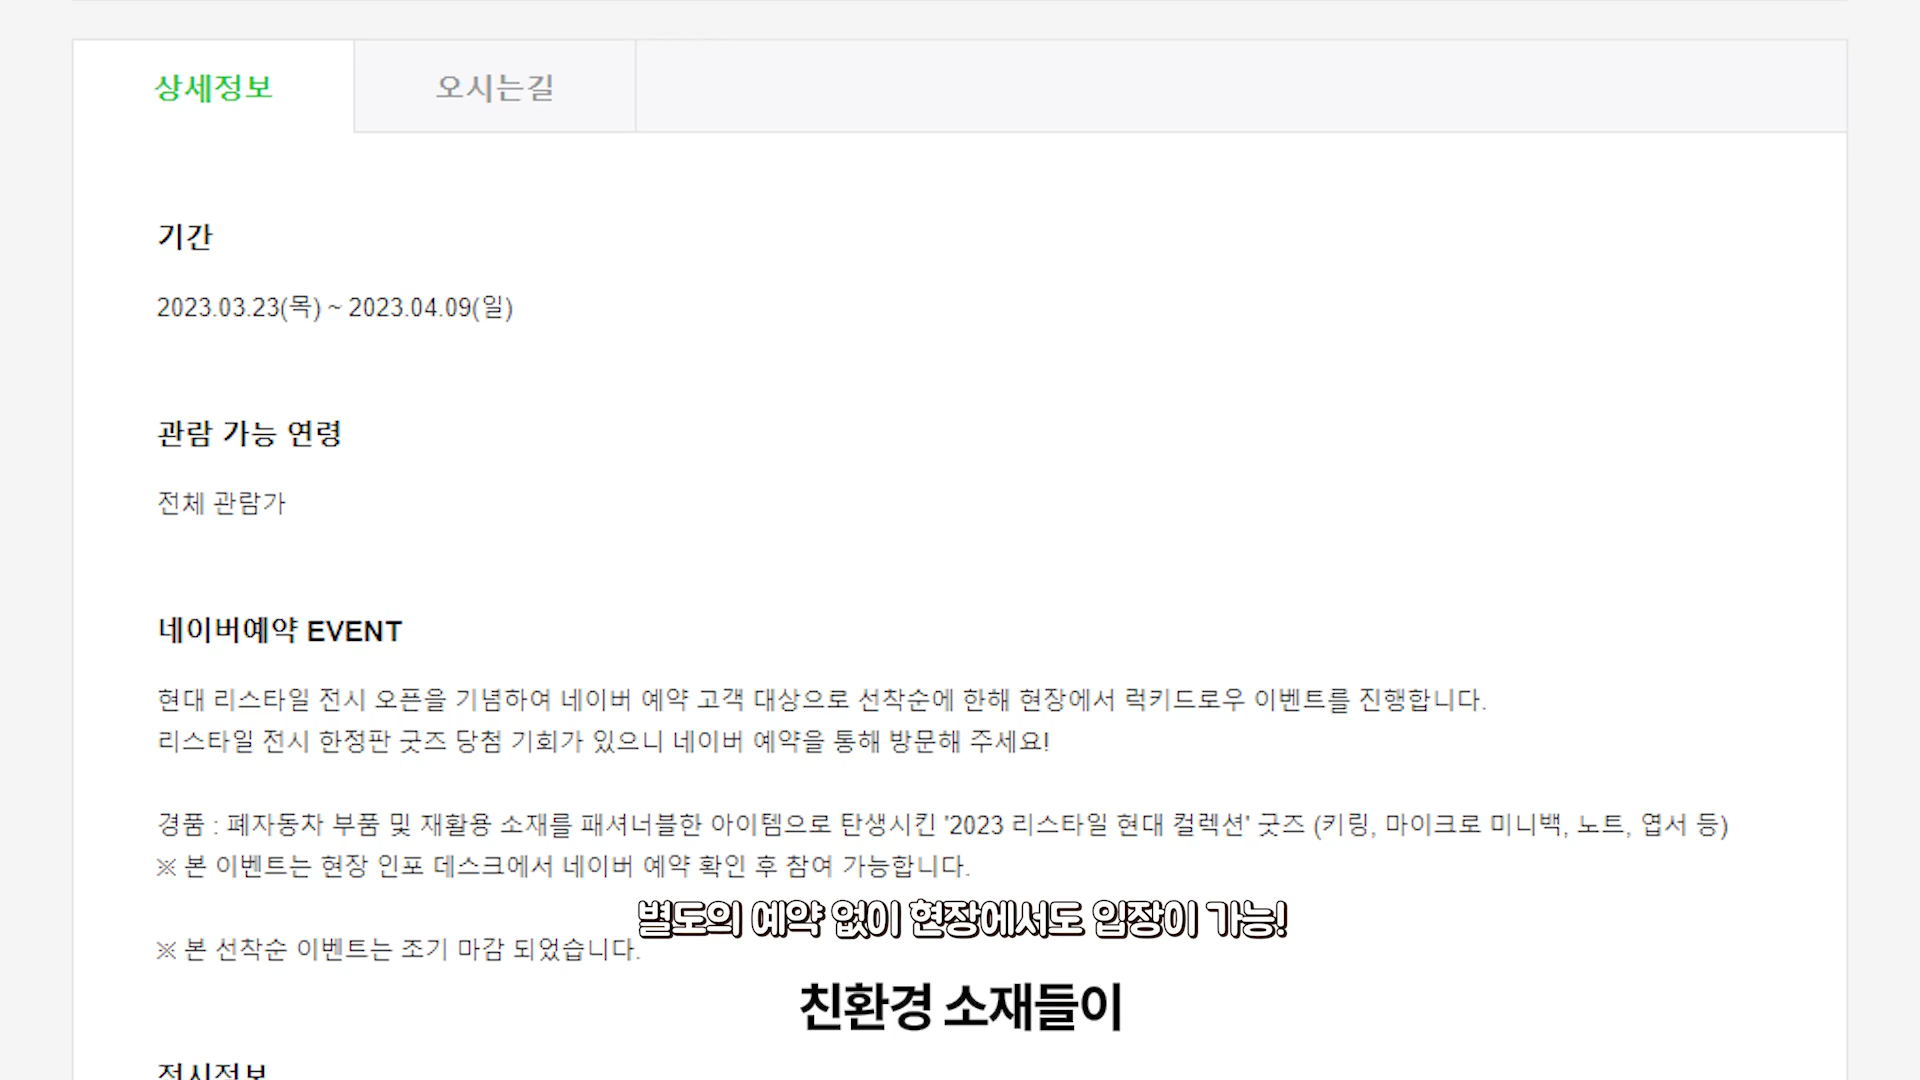 상세정보
오시는길
기간
2023.03.23(목) ~ 2023.04.09(일)
관람 가능 연령
전체 관람가
네이버예약 EVENT
현대 리스타일 전시 오픈을 기념하여 네이버 예약 고객 대상으로 선착순에 한해 현장에서 럭키드로우 이벤트를 진행합니다.
리스타일 전시 한정판 굿즈 당첨 기회가 있으니 네이버 예약을 통해 방문해 주세요!
경품 : 폐자동차 부품 및 재활용 소재를 패셔너블한 아이템으로 탄생시킨 '2023 리스타일 현대 컬렉션' 굿즈 (키링, 마이크로 미니백, 노트, 엽서 등)
※ 본 이벤트는 현장 인포 데스크에서 네이버 예약 확인 후 참여 가능합니다.
별도의 예약 없이 현장에서도 입장이 가능!
※ 본 선착순 이벤트는 조기 마감 되었습니다.
친환경 소재들이
전시정보